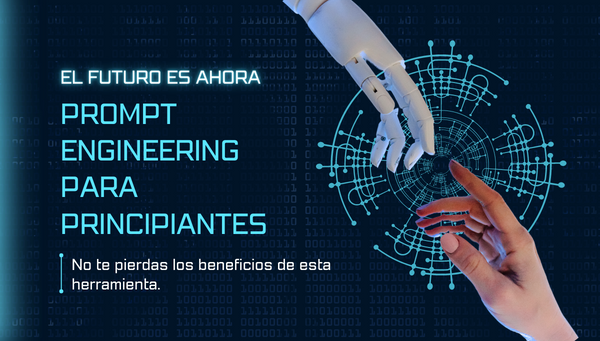 EL FUTURO ES AHORA
PROMPT
ENGINEERING
PARA
PRINCIPIANTES
No te pierdas los beneficios de esta
herramienta.